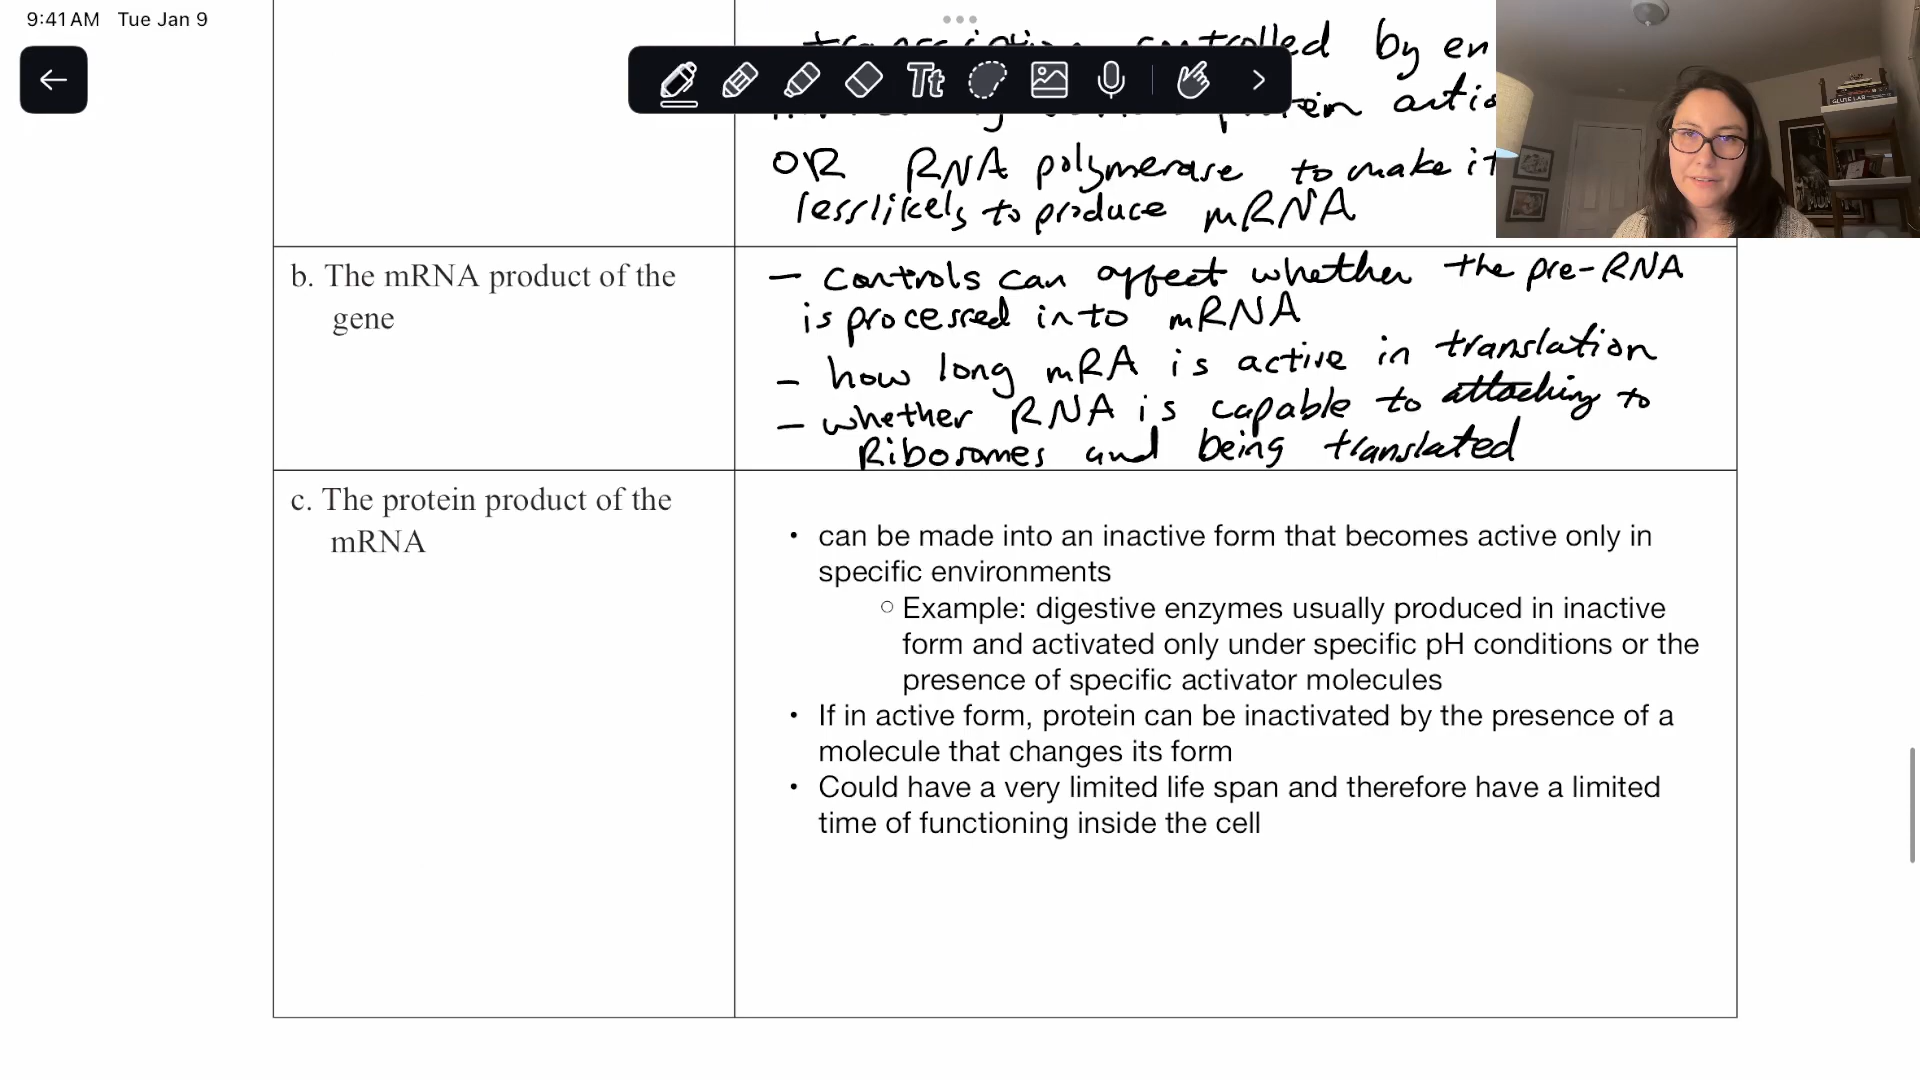 9:41 AM Tue Jan 9
controlled by en
protein actio
OR RNA polymerase to make it
less likely to produce mRNA
Tt
GLUTE LAB
b. The mRNA product of the
gene
– Controls can affect whether the pre-RNA
is processed into mRNA
– how long mRA is active in translation
– whether RNA is capable to attaching to
Ribosomes and being translated
c. The protein product of the
mRNA
• can be made into an inactive form that becomes active only in
specific environments
○ Example: digestive enzymes usually produced in inactive
form and activated only under specific pH conditions or the
presence of specific activator molecules
• If in active form, protein can be inactivated by the presence of a
molecule that changes its form
• Could have a very limited life span and therefore have a limited
time of functioning inside the cell